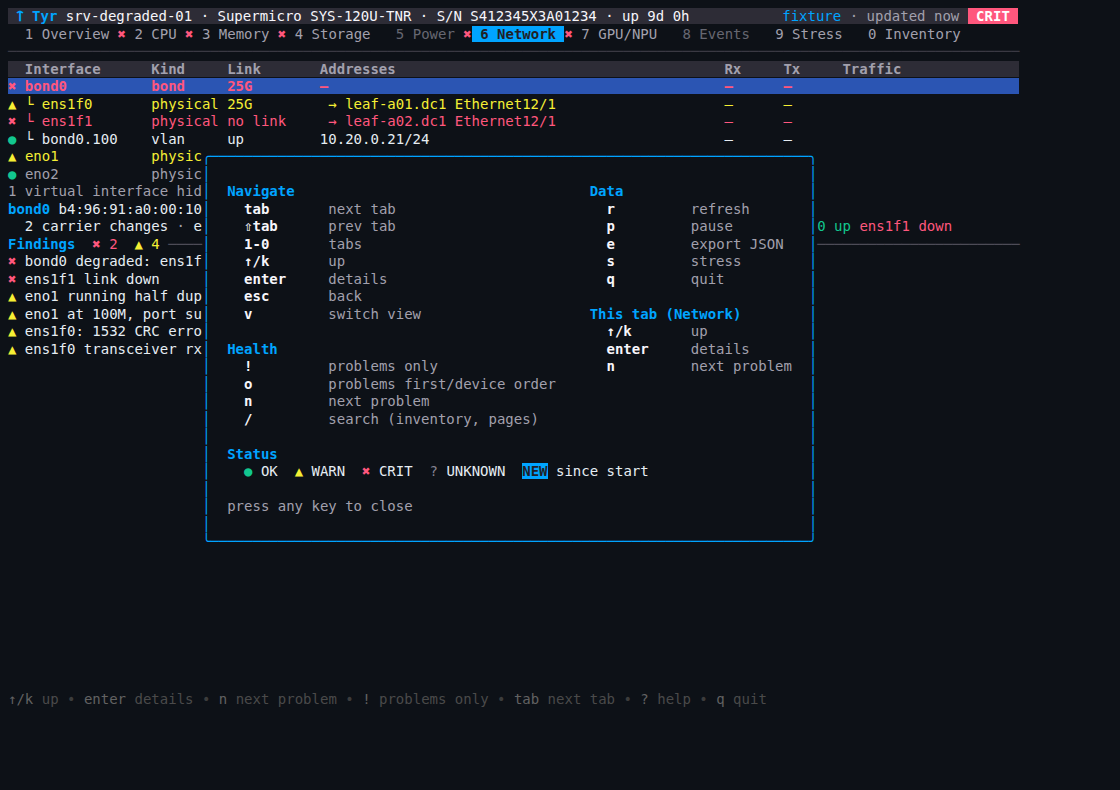 ↑ Tyr srv-degraded-01 · Supermicro SYS-120U-TNR · S/N S412345X3A01234 · up 9d 0h fixture · updated now CRIT
1 Overview ✖ 2 CPU ✖ 3 Memory ✖ 4 Storage 5 Power ✖ 6 Network ✖ 7 GPU/NPU 8 Events 9 Stress 0 Inventory
Interface Kind Link Addresses Rx Tx Traffic
✖ bond0 bond 25G — — —
▲ └ ens1f0 physical 25G → leaf-a01.dc1 Ethernet12/1 — —
✖ └ ens1f1 physical no link → leaf-a02.dc1 Ethernet12/1 — —
● └ bond0.100 vlan up 10.20.0.21/24 — —
▲ eno1 physic
● eno2 physic
1 virtual interface hid Navigate Data
bond0 b4:96:91:a0:00:10 tab next tab r refresh
2 carrier changes · e ⇧tab prev tab p pause 0 up ens1f1 down
Findings ✖ 2 ▲ 4 1-0 tabs e export JSON
✖ bond0 degraded: ens1f ↑/k up s stress
✖ ens1f1 link down enter details q quit
▲ eno1 running half dup esc back
▲ eno1 at 100M, port su v switch view This tab (Network)
▲ ens1f0: 1532 CRC erro ↑/k up
▲ ens1f0 transceiver rx Health enter details
! problems only n next problem
o problems first/device order
n next problem
/ search (inventory, pages)
Status
● OK ▲ WARN ✖ CRIT ? UNKNOWN NEW since start
press any key to close
↑/k up • enter details • n next problem • ! problems only • tab next tab • ? help • q quit